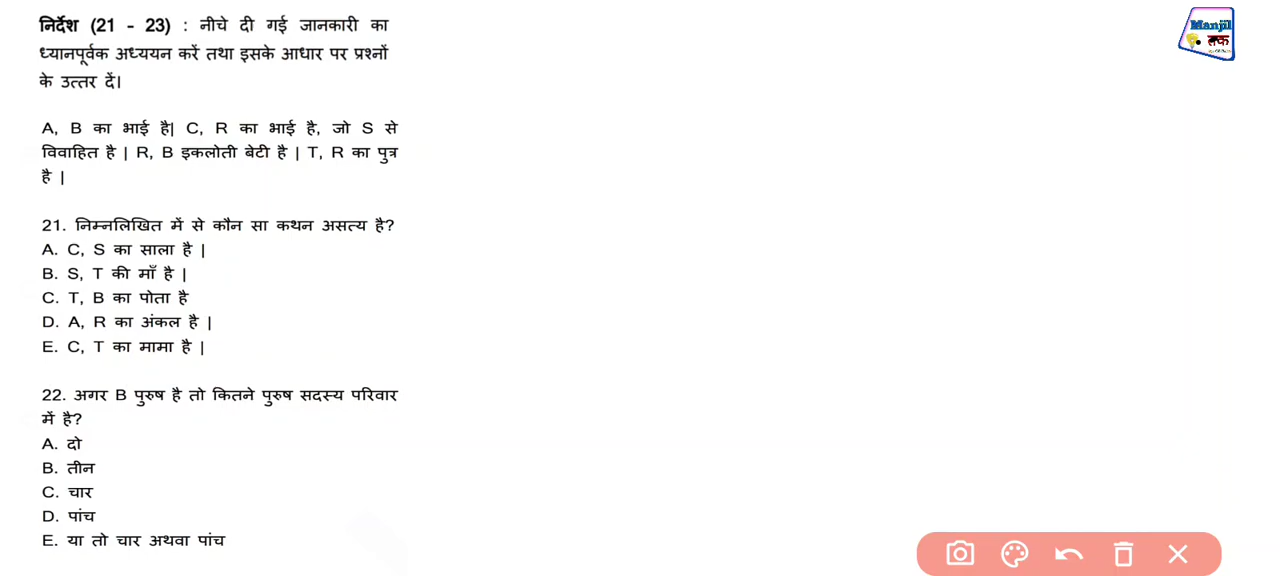 निर्देश (21 - 23) : नीचे दी गई जानकारी का
ध्यानपूर्वक अध्ययन करें तथा इसके आधार पर प्रश्नों
के उत्तर दें।
A, B का भाई है| C, R का भाई है, जो S से
विवाहित है | R, B इकलोती बेटी है | T, R का पुत्र
है |
21. निम्नलिखित में से कौन सा कथन असत्य है?
A. C, S का साला है |
B. S, T की माँ है |
C. T, B का पोता है
D. A, R का अंकल है |
E. C, T का मामा है |
22. अगर B पुरुष है तो कितने पुरुष सदस्य परिवार
में है?
A. दो
B. तीन
C. चार
D. पांच
E. या तो चार अथवा पांच
Manjil
तक